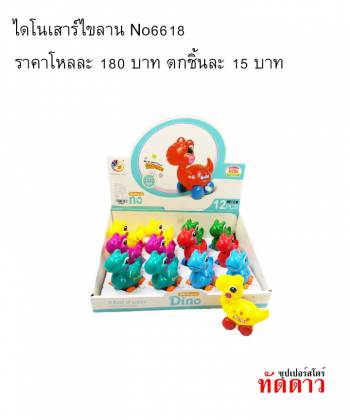 ไดโนเสาร์ไขลาน No6618
ราคาโหลละ 180 บาท ตกชิ้นละ 15 บาท
12
no
Dino
ซุปเปอร์สโตร์
ทัดดาว